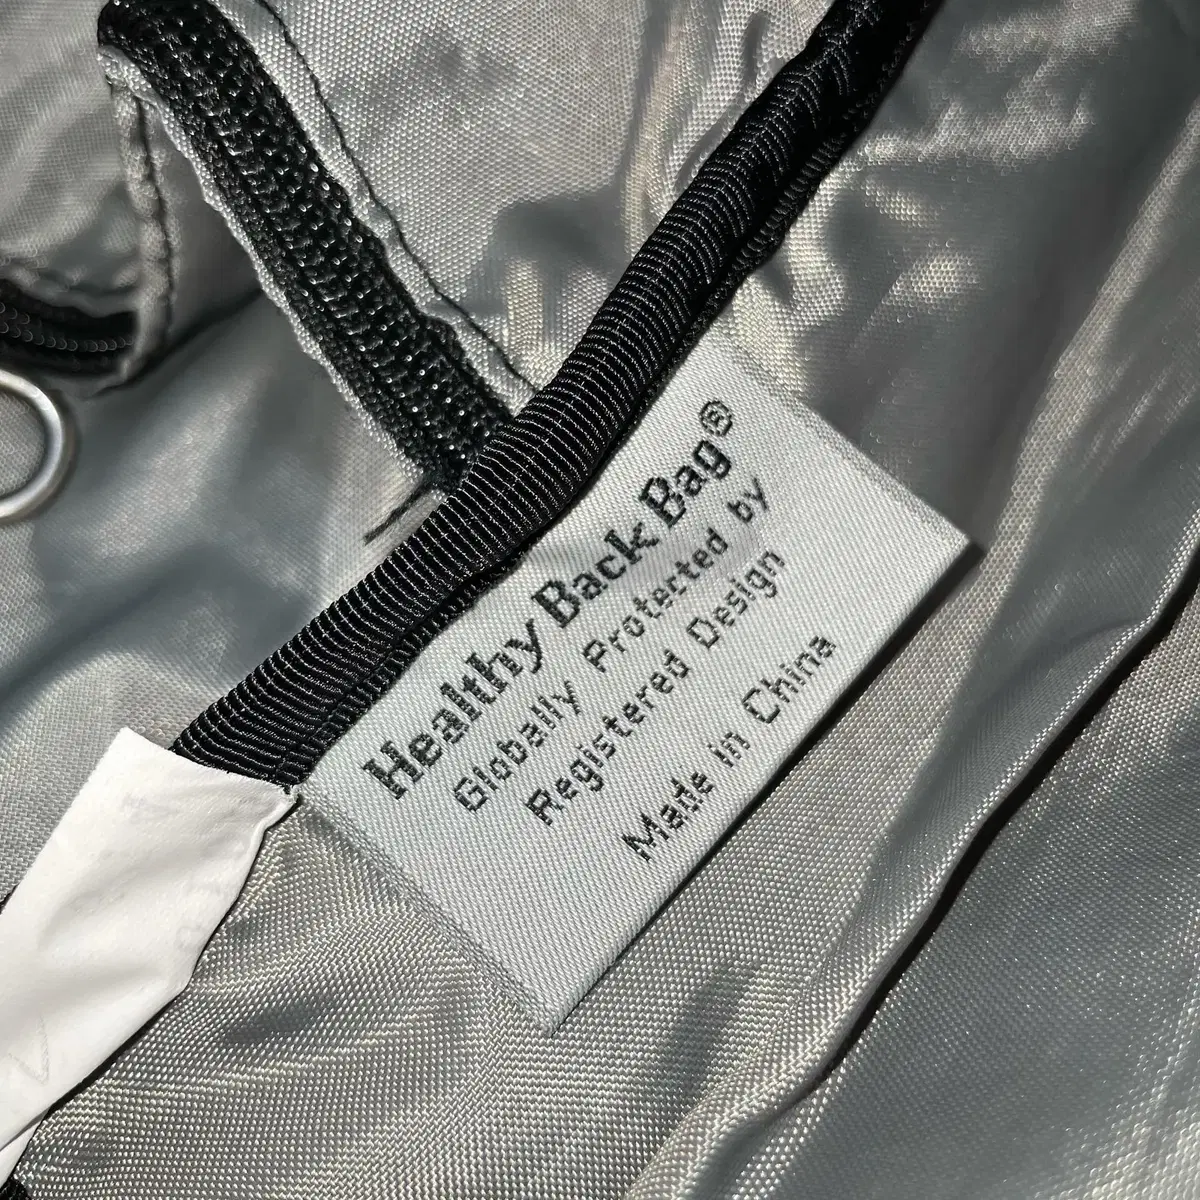 Healthy Back Bag®
Globally Protected by
Registered Design
Made in China